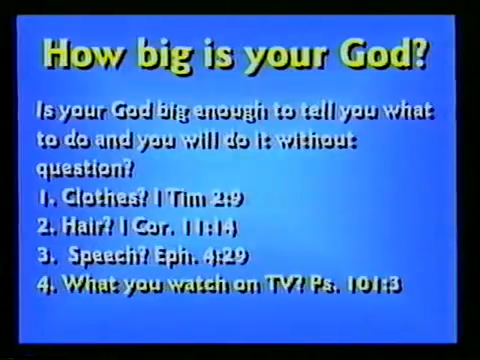 How big is your God?
Is your God big enough to tell you what
to do and you will do it without
question?
1. Clothes? I Tim 2:9
2. Hair? I Cor. 11:14
3. Speech? Eph. 4:29
4. What you watch on TV? Ps. 101:3